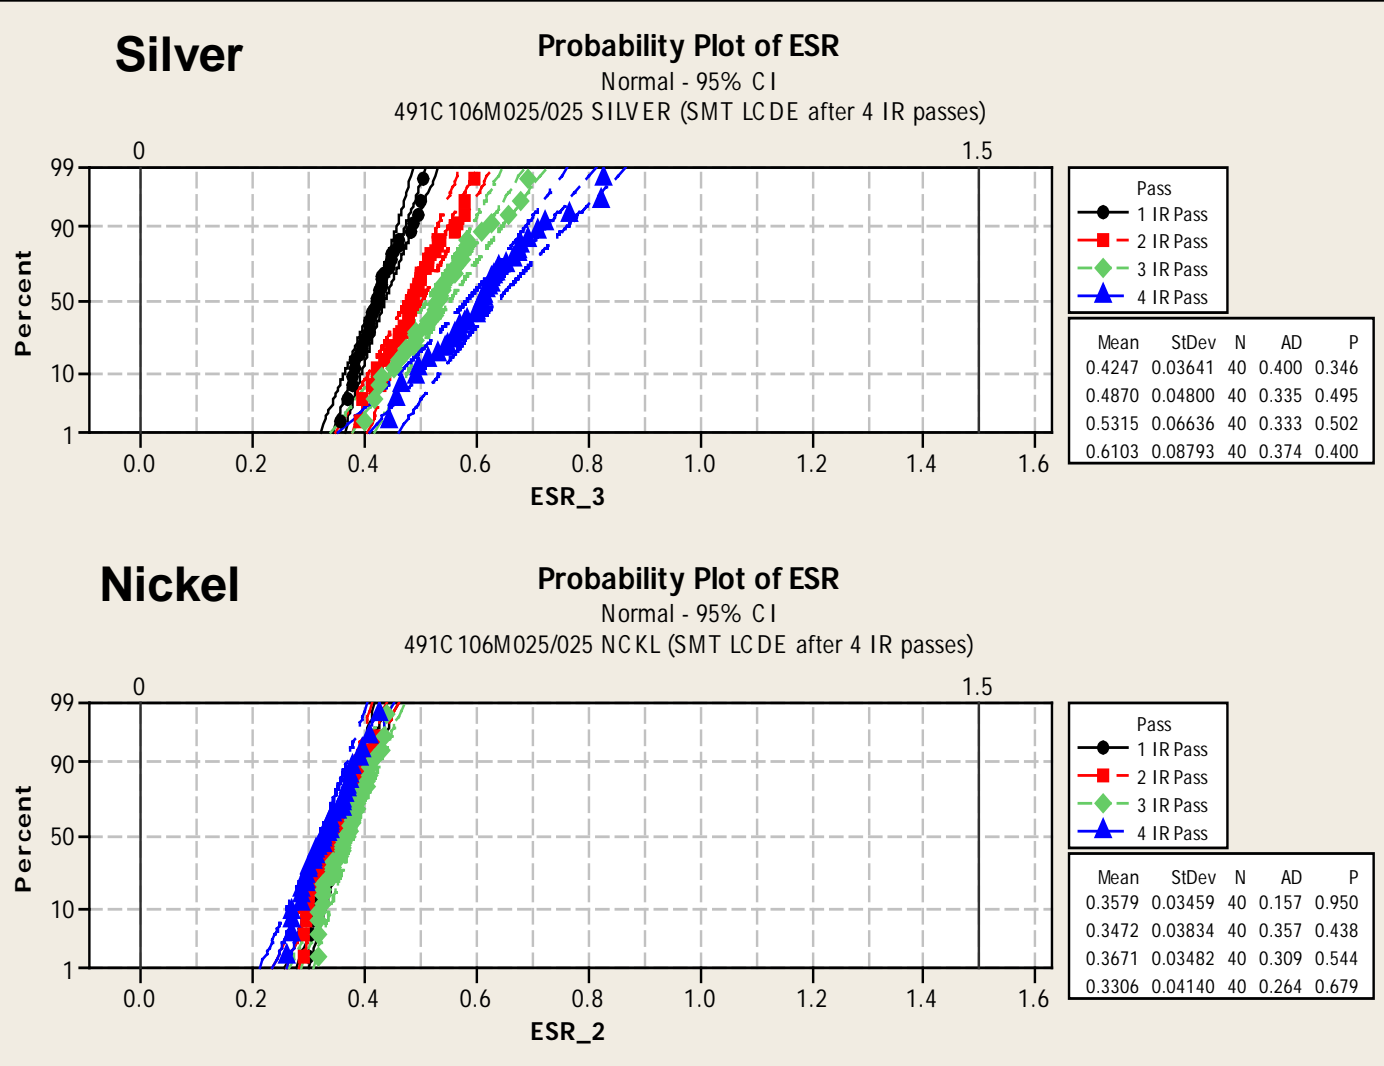 Silver
Probability Plot of ESR
Normal - 95% CI
491C106M025/025 SILVER (SMT LCDE after 4 IR passes)
0 1.5
99
90
50
10
1
Percent
0.0 0.2 0.4 0.6 0.8 1.0 1.2 1.4 1.6
ESR_3
Pass
1 IR Pass
2 IR Pass
3 IR Pass
4 IR Pass
Mean StDev N AD P
0.4247 0.03641 40 0.400 0.346
0.4870 0.04800 40 0.335 0.495
0.5315 0.06636 40 0.333 0.502
0.6103 0.08793 40 0.374 0.400
Nickel
Probability Plot of ESR
Normal - 95% CI
491C106M025/025 NCKL (SMT LCDE after 4 IR passes)
0 1.5
99
90
50
10
1
Percent
0.0 0.2 0.4 0.6 0.8 1.0 1.2 1.4 1.6
ESR_2
Pass
1 IR Pass
2 IR Pass
3 IR Pass
4 IR Pass
Mean StDev N AD P
0.3579 0.03459 40 0.157 0.950
0.3472 0.03834 40 0.357 0.438
0.3671 0.03482 40 0.309 0.544
0.3306 0.04140 40 0.264 0.679